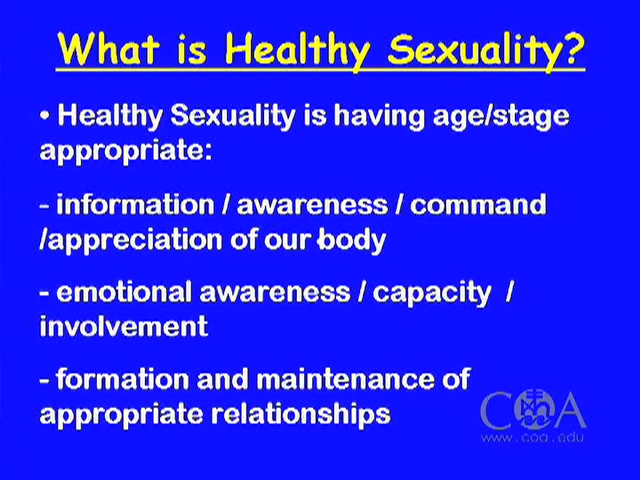 What is Healthy Sexuality?
• Healthy Sexuality is having age/stage
appropriate:
- information / awareness / command
/appreciation of our body
- emotional awareness / capacity /
involvement
- formation and maintenance of
appropriate relationships
COA
www.coa.edu